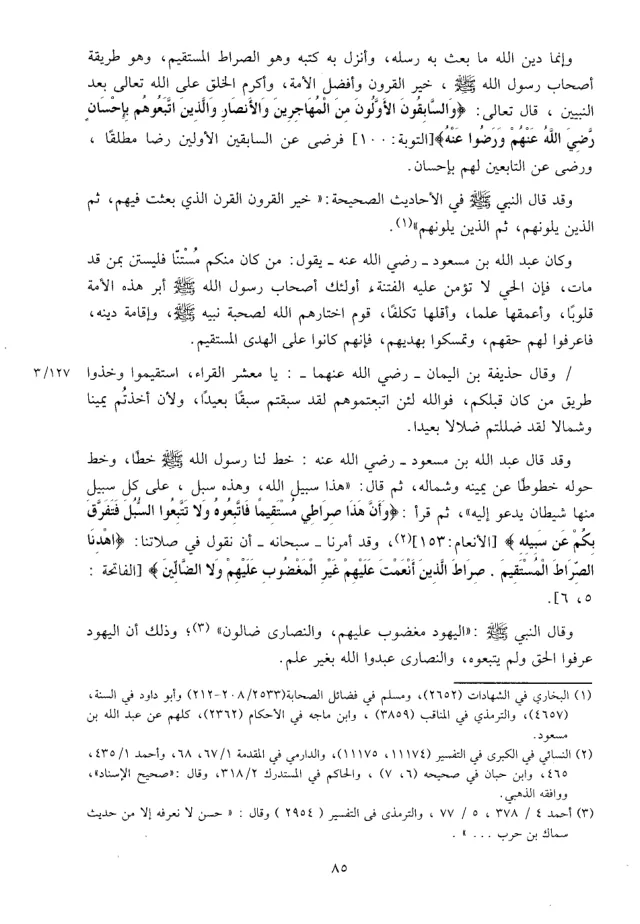 وإنما دين الله ما بعث به رسله، وأنزل به كتبه وهو الصراط المستقيم، وهو طريقة
أصحاب رسول الله ﷺ ، خير القرون وأفضل الأمة، وأكرم الخلق على الله تعالى بعد
النبيين ، قال تعالى: ﴿وَالسَّابِقُونَ الأَوَّلُونَ مِنَ الْمُهَاجِرِينَ وَالأَنصَارِ وَالَّذِينَ اتَّبَعُوهُم بِإِحْسَانٍ
رَّضِيَ اللَّهُ عَنْهُمْ وَرَضُوا عَنْهُ﴾[التوبة: ١٠٠] فرضى عن السابقين الأولين رضا مطلقًا ،
ورضى عن التابعين لهم بإحسان.
وقد قال النبي ﷺ في الأحاديث الصحيحة:« خير القرون القرن الذي بعثت فيهم، ثم
الذين يلونهم، ثم الذين يلونهم»(١).
وكان عبد الله بن مسعود ـ رضي الله عنه ـ يقول: من كان منكم مُسْتنّا فليستن بمن قد
مات، فإن الحي لا تؤمن عليه الفتنة، أولئك أصحاب رسول الله ﷺ أبر هذه الأمة
قلوبًا، وأعمقها علما، وأقلها تكلفًا، قوم اختارهم الله لصحبة نبيه ﷺ، وإقامة دينه،
فاعرفوا لهم حقهم، وتمسكوا بهديهم، فإنهم كانوا على الهدى المستقيم.
/ وقال حذيفة بن اليمان ـ رضي الله عنهما ـ : يا معشر القراء، استقيموا وخذوا ٣/١٢٧
طريق من كان قبلكم، فوالله لئن اتبعتموهم لقد سبقتم سبقًا بعيدًا، ولأن أخذتُم يمينا
وشمالا لقد ضللتم ضلالا بعيدا.
وقد قال عبد الله بن مسعود ـ رضي الله عنه : خط لنا رسول الله ﷺ خطًا، وخط
حوله خطوطًا عن يمينه وشماله، ثم قال: «هذا سبيل الله، وهذه سبل ، على كل سبيل
منها شيطان يدعو إليه»، ثم قرأ : ﴿وَأَنَّ هَذَا صِرَاطِي مُسْتَقِيمًا فَاتَّبِعُوهُ وَلا تَتَّبِعُوا السُّبُلَ فَتَفَرَّقَ
بِكُمْ عَن سَبِيلِهِ ﴾ [الأنعام:١٥٣](٢)، وقد أمرنا ـ سبحانه ـ أن نقول في صلاتنا: ﴿اهْدِنَا
الصِّرَاطَ الْمُسْتَقِيمَ . صِرَاطَ الَّذِينَ أَنْعَمْتَ عَلَيْهِمْ غَيْرِ الْمَغْضُوبِ عَلَيْهِمْ وَلا الضَّالِّينَ ﴾ [الفاتحة :
٥، ٦].
وقال النبي ﷺ :«اليهود مغضوب عليهم، والنصارى ضالون» (٣)؛ وذلك أن اليهود
عرفوا الحق ولم يتبعوه، والنصارى عبدوا الله بغير علم.
(١) البخاري في الشهادات (٢٦٥٢)، ومسلم في فضائل الصحابة(٢٠٨/٢٥٣٣-٢١٢) وأبو داود في السنة،
(٤٦٥٧)، والترمذي في المناقب (٣٨٥٩) ، وابن ماجه في الأحكام (٢٣٦٢)، كلهم عن عبد الله بن
مسعود.
(٢) النسائي في الكبرى في التفسير (١١١٧٤، ١١١٧٥)، والدارمي في المقدمة ٦٧/١، ٦٨، وأحمد ٤٣٥/١،
٤٦٥، وابن حبان في صحيحه (٦، ٧) ، والحاكم في المستدرك ٣١٨/٢، وقال :«صحيح الإسناد»،
ووافقه الذهبي.
(٣) أحمد ٤ / ٣٧٨ ، ٥ / ٧٧ ، والترمذى فى التفسير ( ٢٩٥٤ ) وقال : « حسن لا نعرفه إلا من حديث
سماك بن حرب ... » .
٨٥